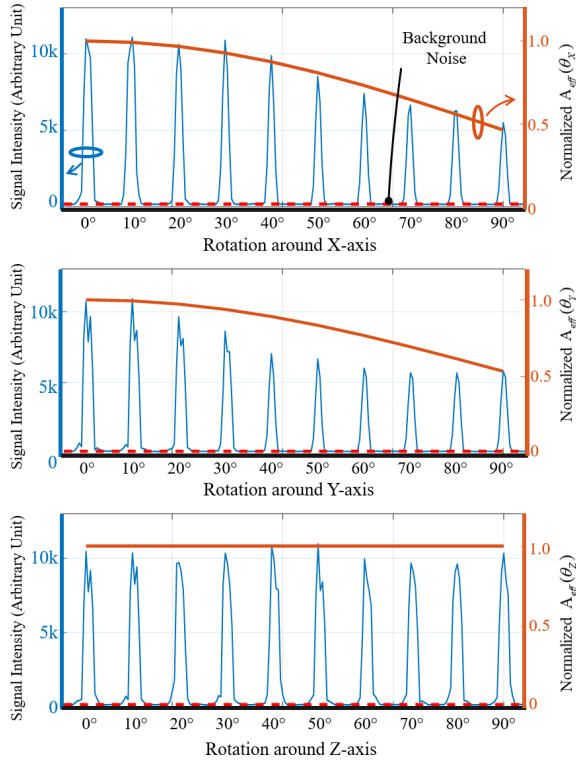 Signal Intensity (Arbitrary Unit)
10k
5k
0
Background
Noise
1.0
0.5
0
Normalized A_eff(θ_X)
0° 10° 20° 30° 40° 50° 60° 70° 80° 90°
Rotation around X-axis
Signal Intensity (Arbitrary Unit)
10k
5k
0
1.0
0.5
0
Normalized A_eff(θ_Y)
0° 10° 20° 30° 40° 50° 60° 70° 80° 90°
Rotation around Y-axis
Signal Intensity (Arbitrary Unit)
10k
5k
0
1.0
0.5
0
Normalized A_eff(θ_Z)
0° 10° 20° 30° 40° 50° 60° 70° 80° 90°
Rotation around Z-axis